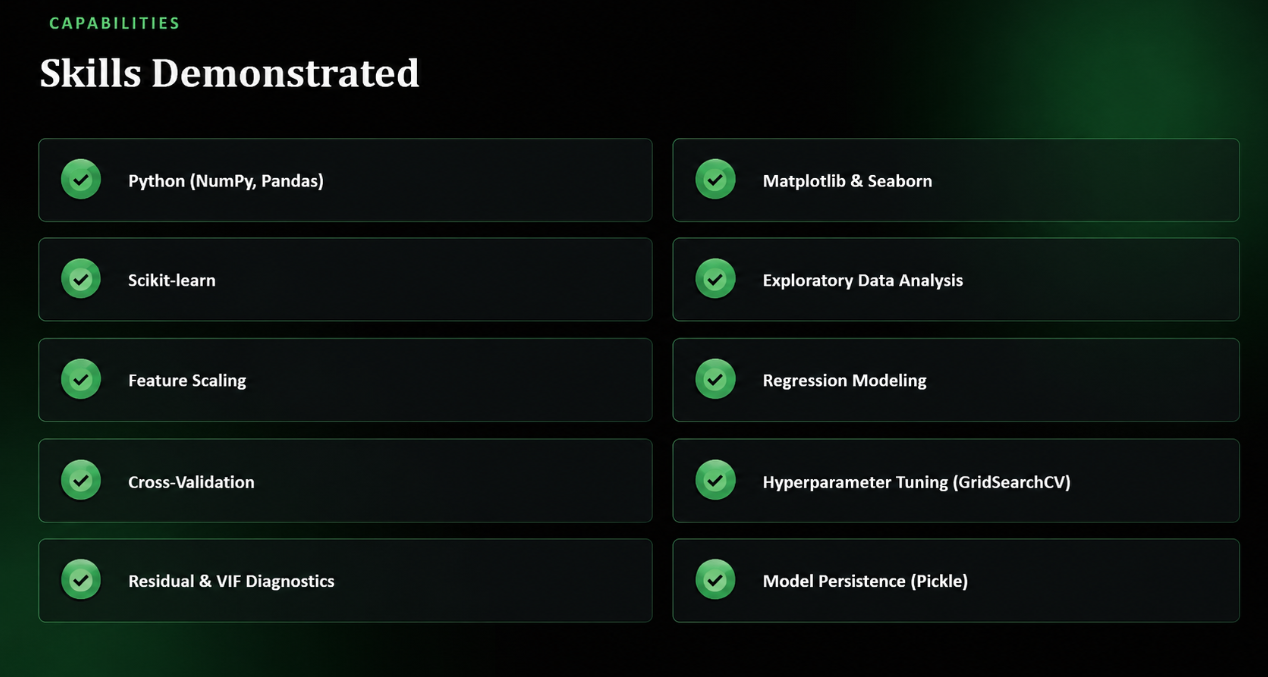 CAPABILITIES
Skills Demonstrated
Python (NumPy, Pandas)
Matplotlib & Seaborn
Scikit-learn
Exploratory Data Analysis
Feature Scaling
Regression Modeling
Cross-Validation
Hyperparameter Tuning (GridSearchCV)
Residual & VIF Diagnostics
Model Persistence (Pickle)